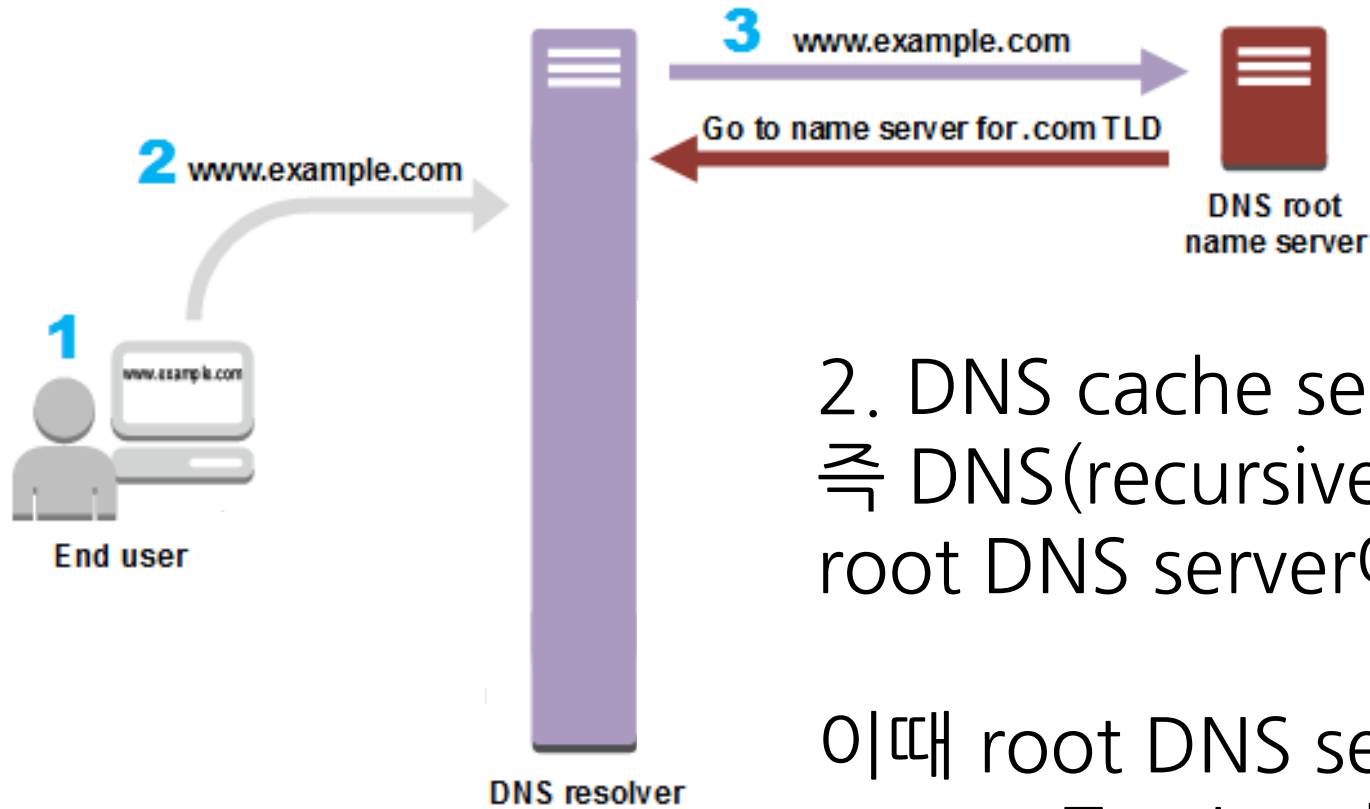 3 www.example.com
Go to name server for .com TLD
DNS root
name server
2 www.example.com
1
www.example.com
End user
DNS resolver
2. DNS cache se
즉 DNS(recursive
root DNS server
이때 root DNS se